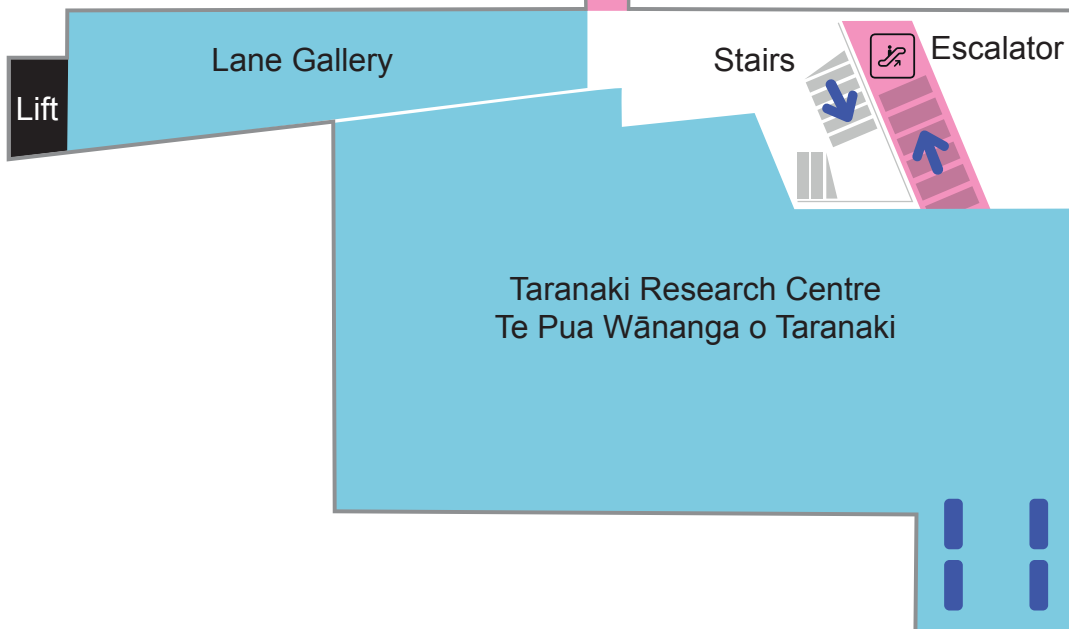 Lane Gallery
Stairs
Escalator
Lift
Taranaki Research Centre
Te Pua Wānanga o Taranaki